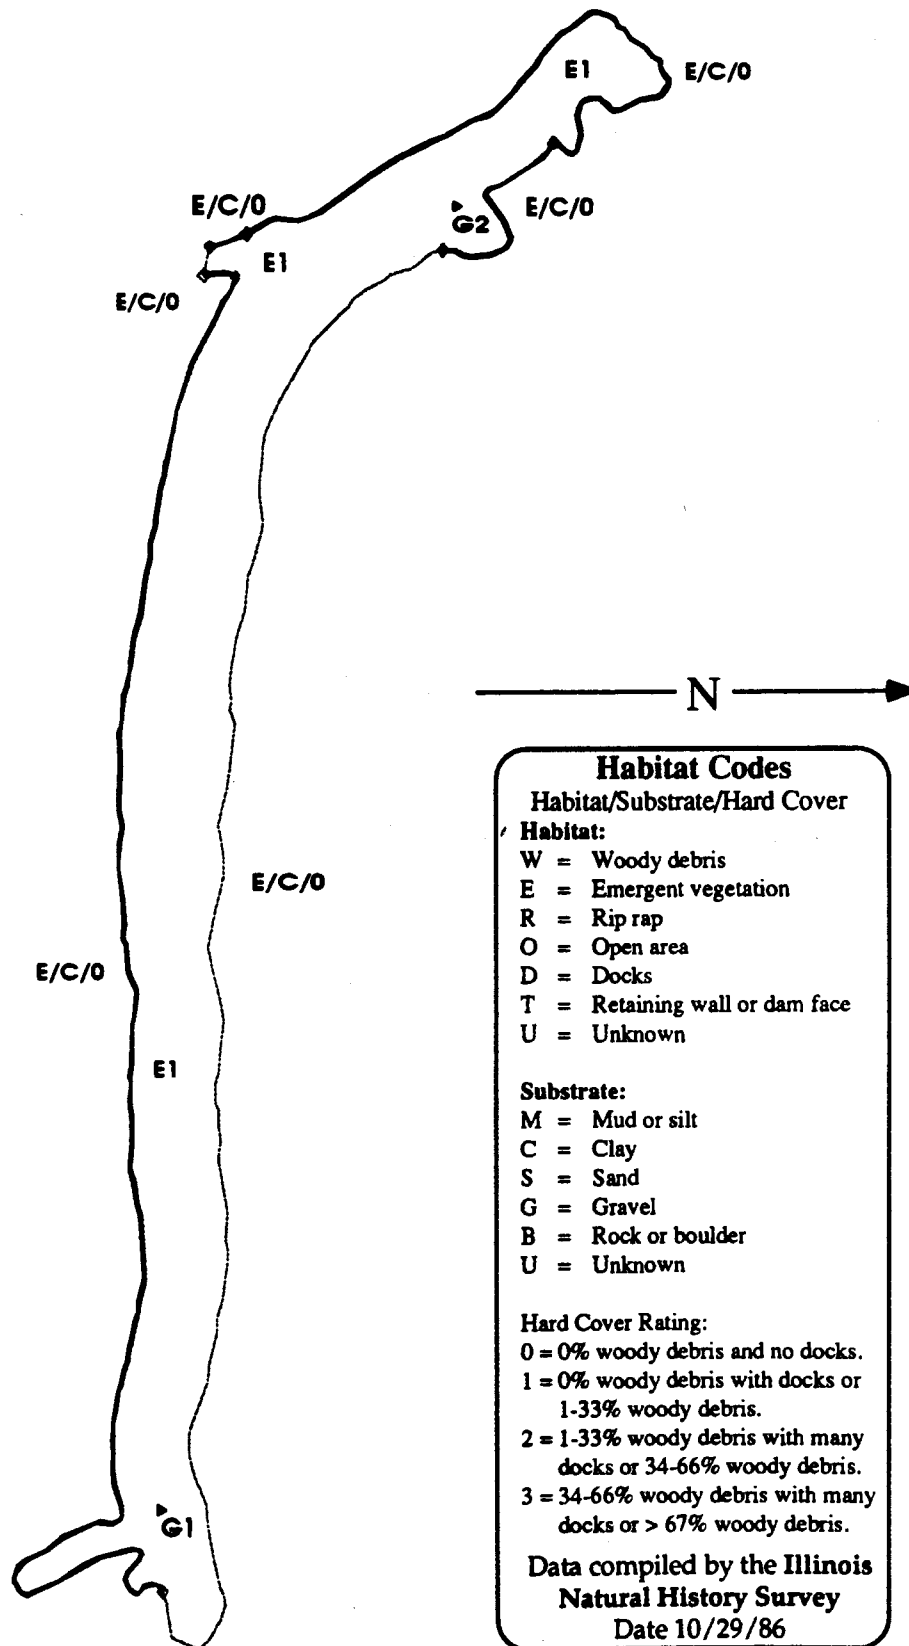 E1
E/C/0
E/C/0
G2
E/C/0
E1
E/C/0
N
E/C/0
E/C/0
E1
G1
Habitat Codes
Habitat/Substrate/Hard Cover
Habitat:
W = Woody debris
E = Emergent vegetation
R = Rip rap
O = Open area
D = Docks
T = Retaining wall or dam face
U = Unknown
Substrate:
M = Mud or silt
C = Clay
S = Sand
G = Gravel
B = Rock or boulder
U = Unknown
Hard Cover Rating:
0 = 0% woody debris and no docks.
1 = 0% woody debris with docks or
1-33% woody debris.
2 = 1-33% woody debris with many
docks or 34-66% woody debris.
3 = 34-66% woody debris with many
docks or > 67% woody debris.
Data compiled by the Illinois
Natural History Survey
Date 10/29/86